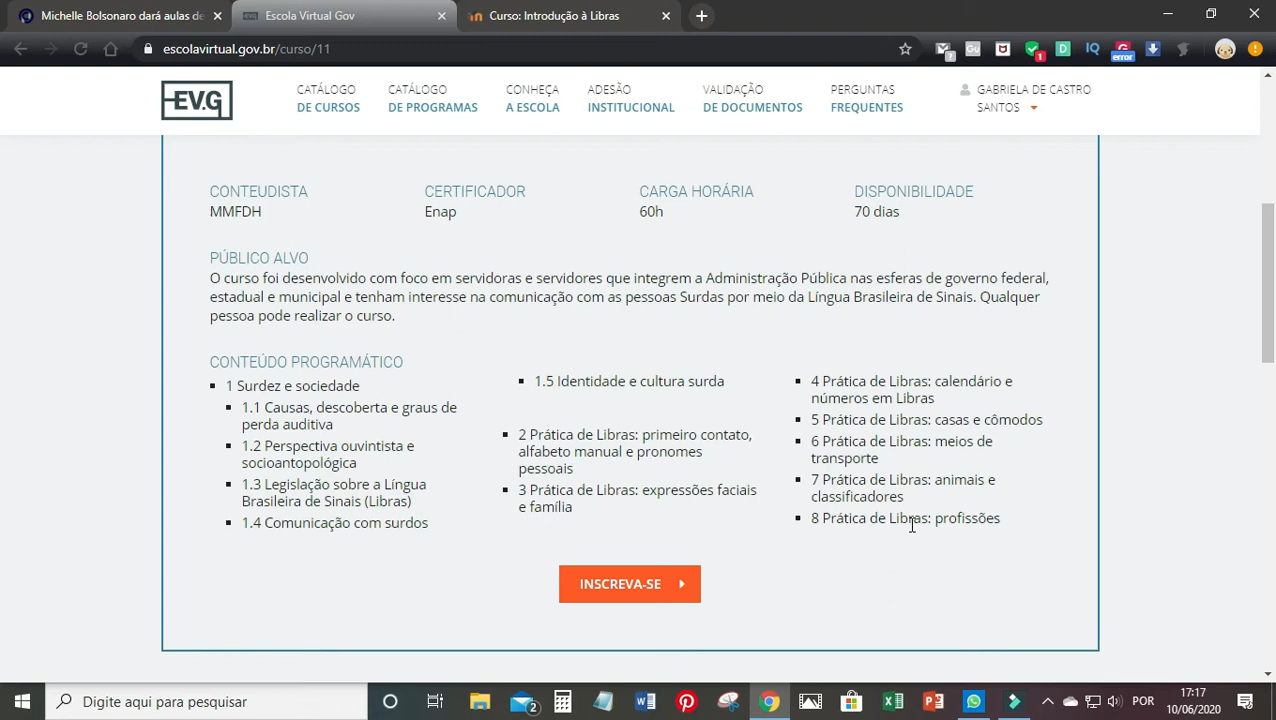 Michelle Bolsonaro dará aulas de
Escola Virtual Gov
Curso: Introdução à Libras
escolavirtual.gov.br/curso/11
Gu
1
D
IQ
error
EV.G
CATÁLOGO
DE CURSOS
CATÁLOGO
DE PROGRAMAS
CONHEÇA
A ESCOLA
ADESÃO
INSTITUCIONAL
VALIDAÇÃO
DE DOCUMENTOS
PERGUNTAS
FREQUENTES
GABRIELA DE CASTRO
SANTOS
CONTEUDISTA
MMFDH
CERTIFICADOR
Enap
CARGA HORÁRIA
60h
DISPONIBILIDADE
70 dias
PÚBLICO ALVO
O curso foi desenvolvido com foco em servidoras e servidores que integrem a Administração Pública nas esferas de governo federal,
estadual e municipal e tenham interesse na comunicação com as pessoas Surdas por meio da Língua Brasileira de Sinais. Qualquer
pessoa pode realizar o curso.
CONTEÚDO PROGRAMÁTICO
1 Surdez e sociedade
1.1 Causas, descoberta e graus de
perda auditiva
1.2 Perspectiva ouvintista e
socioantopológica
1.3 Legislação sobre a Língua
Brasileira de Sinais (Libras)
1.4 Comunicação com surdos
1.5 Identidade e cultura surda
2 Prática de Libras: primeiro contato,
alfabeto manual e pronomes
pessoais
3 Prática de Libras: expressões faciais
e família
4 Prática de Libras: calendário e
números em Libras
5 Prática de Libras: casas e cômodos
6 Prática de Libras: meios de
transporte
7 Prática de Libras: animais e
classificadores
8 Prática de Libras: profissões
INSCREVA-SE
Digite aqui para pesquisar
2
POR
17:17
10/06/2020